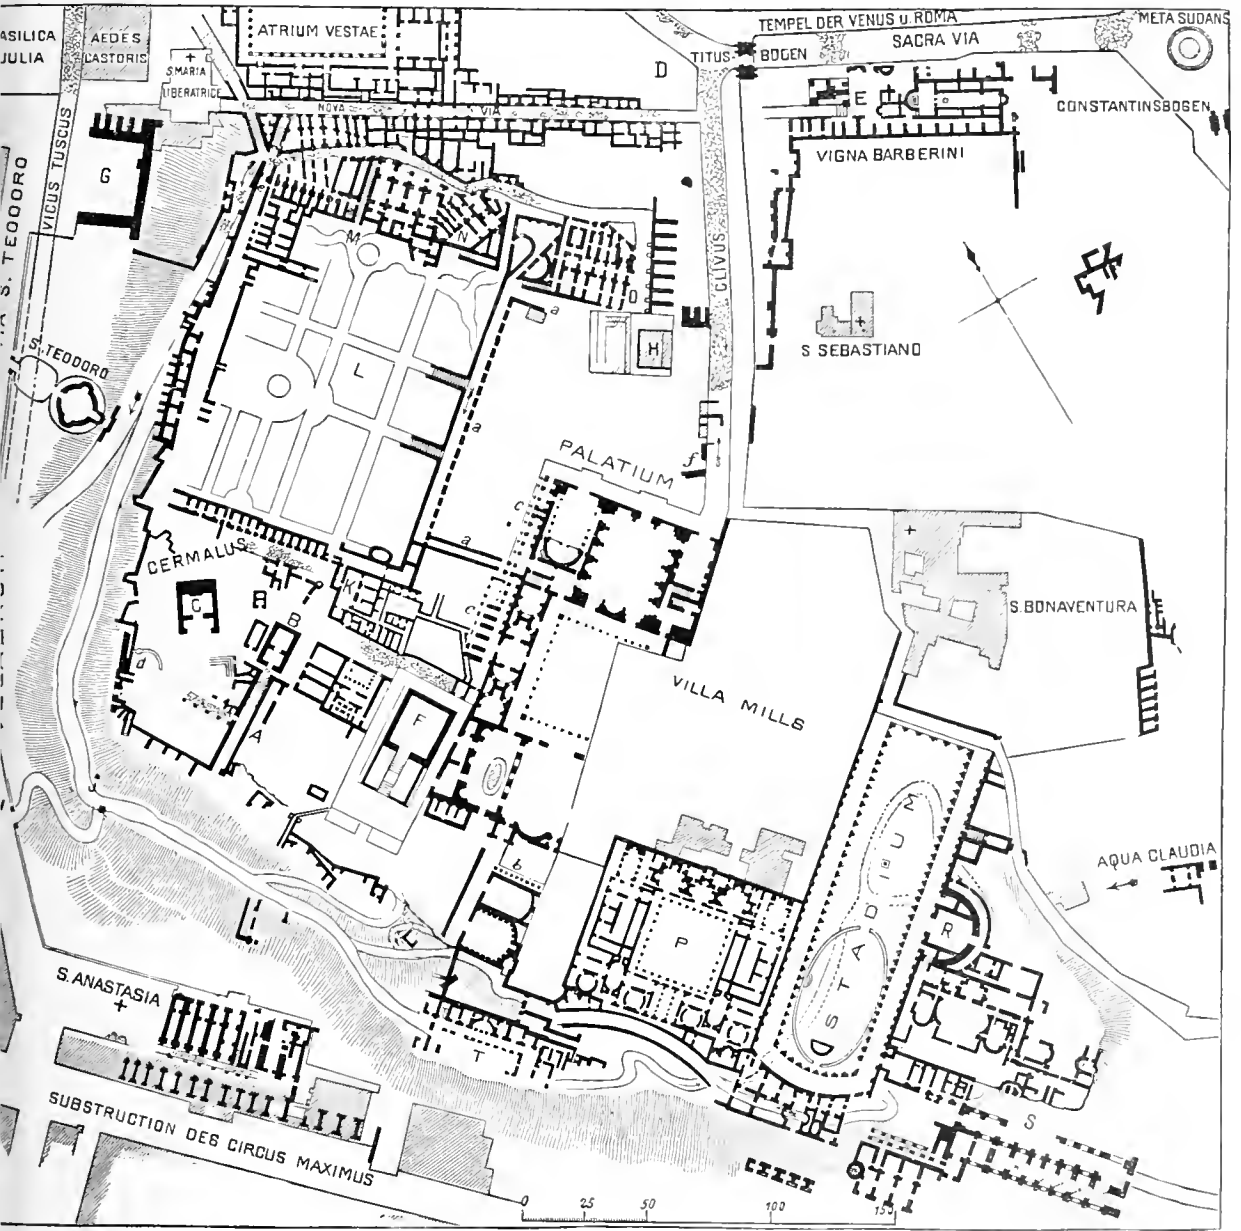 ATRIUM VESTAE
TEMPEL DER VENUS U. ROMA
META SUDANS
ASILICA
JULIA
AEDES
CASTORIS
TITUS
BOGEN
SACRA VIA
S. MARIA
LIBERATRICE
D
NOVA
VIA
E
CONSTANTINSBOGEN
VICUS TUSCUS
G
VIGNA BARBERINI
S. TEODORO
M
N
CLIVUS
O
a
H
S SEBASTIANO
S. TEODORO
L
a
PALATIUM
f
c
a
CERMALUS
K
C
B
c
S. BONAVENTURA
d
VILLA MILLS
A
F
STADIUM
b
AQUA CLAUDIA
P
R
S. ANASTASIA
T
S
SUBSTRUCTION DES CIRCUS MAXIMUS
0 25 50 100 150